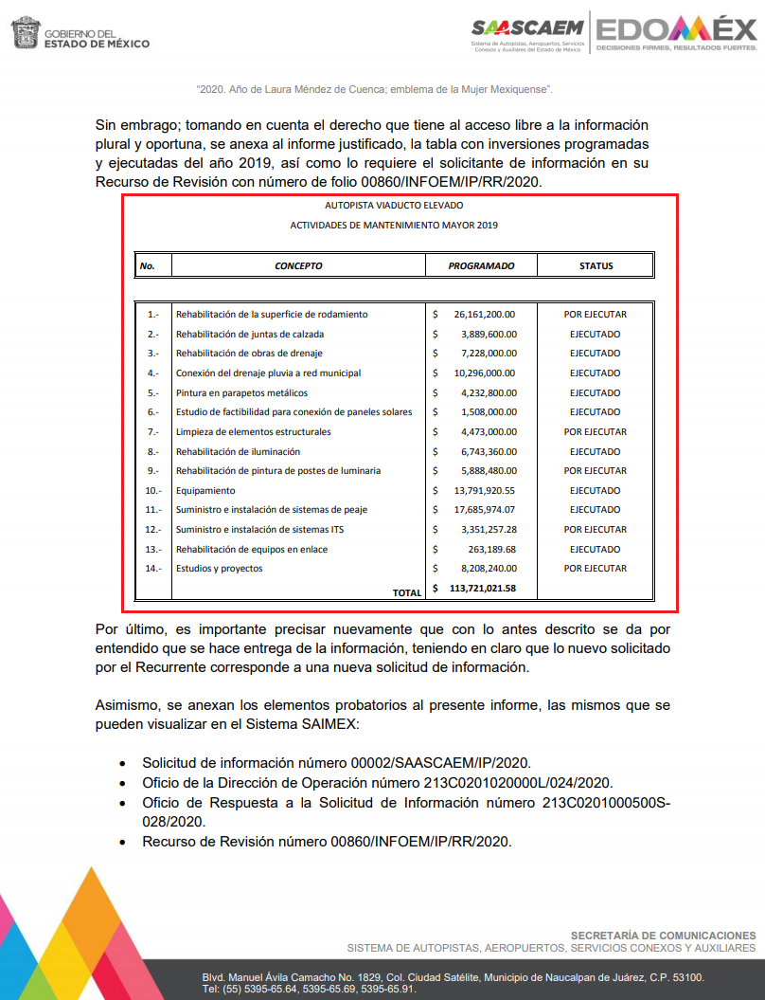 GOBIERNO DEL
ESTADO DE MÉXICO
SAASCAEM
Sistema de Autopistas, Aeropuertos, Servicios
Conexos y Auxiliares del Estado de México
EDOMÉX
DECISIONES FIRMES, RESULTADOS FUERTES.
“2020. Año de Laura Méndez de Cuenca; emblema de la Mujer Mexiquense”.
Sin embrago; tomando en cuenta el derecho que tiene al acceso libre a la información
plural y oportuna, se anexa al informe justificado, la tabla con inversiones programadas
y ejecutadas del año 2019, así como lo requiere el solicitante de información en su
Recurso de Revisión con número de folio 00860/INFOEM/IP/RR/2020.
AUTOPISTA VIADUCTO ELEVADO
ACTIVIDADES DE MANTENIMIENTO MAYOR 2019
No. CONCEPTO PROGRAMADO STATUS
1.- Rehabilitación de la superficie de rodamiento $ 26,161,200.00 POR EJECUTAR
2.- Rehabilitación de juntas de calzada $ 3,889,600.00 EJECUTADO
3.- Rehabilitación de obras de drenaje $ 7,228,000.00 EJECUTADO
4.- Conexión del drenaje pluvia a red municipal $ 10,296,000.00 EJECUTADO
5.- Pintura en parapetos metálicos $ 4,232,800.00 EJECUTADO
6.- Estudio de factibilidad para conexión de paneles solares $ 1,508,000.00 EJECUTADO
7.- Limpieza de elementos estructurales $ 4,473,000.00 POR EJECUTAR
8.- Rehabilitación de iluminación $ 6,743,360.00 EJECUTADO
9.- Rehabilitación de pintura de postes de luminaria $ 5,888,480.00 POR EJECUTAR
10.- Equipamiento $ 13,791,920.55 EJECUTADO
11.- Suministro e instalación de sistemas de peaje $ 17,685,974.07 EJECUTADO
12.- Suministro e instalación de sistemas ITS $ 3,351,257.28 POR EJECUTAR
13.- Rehabilitación de equipos en enlace $ 263,189.68 EJECUTADO
14.- Estudios y proyectos $ 8,208,240.00 POR EJECUTAR
TOTAL $ 113,721,021.58
Por último, es importante precisar nuevamente que con lo antes descrito se da por
entendido que se hace entrega de la información, teniendo en claro que lo nuevo solicitado
por el Recurrente corresponde a una nueva solicitud de información.
Asimismo, se anexan los elementos probatorios al presente informe, las mismos que se
pueden visualizar en el Sistema SAIMEX:
• Solicitud de información número 00002/SAASCAEM/IP/2020.
• Oficio de la Dirección de Operación número 213C0201020000L/024/2020.
• Oficio de Respuesta a la Solicitud de Información número 213C0201000500S-
028/2020.
• Recurso de Revisión número 00860/INFOEM/IP/RR/2020.
SECRETARÍA DE COMUNICACIONES
SISTEMA DE AUTOPISTAS, AEROPUERTOS, SERVICIOS CONEXOS Y AUXILIARES
Blvd. Manuel Ávila Camacho No. 1829, Col. Ciudad Satélite, Municipio de Naucalpan de Juárez, C.P. 53100.
Tel: (55) 5395-65.64, 5395-65.69, 5395-65.91.